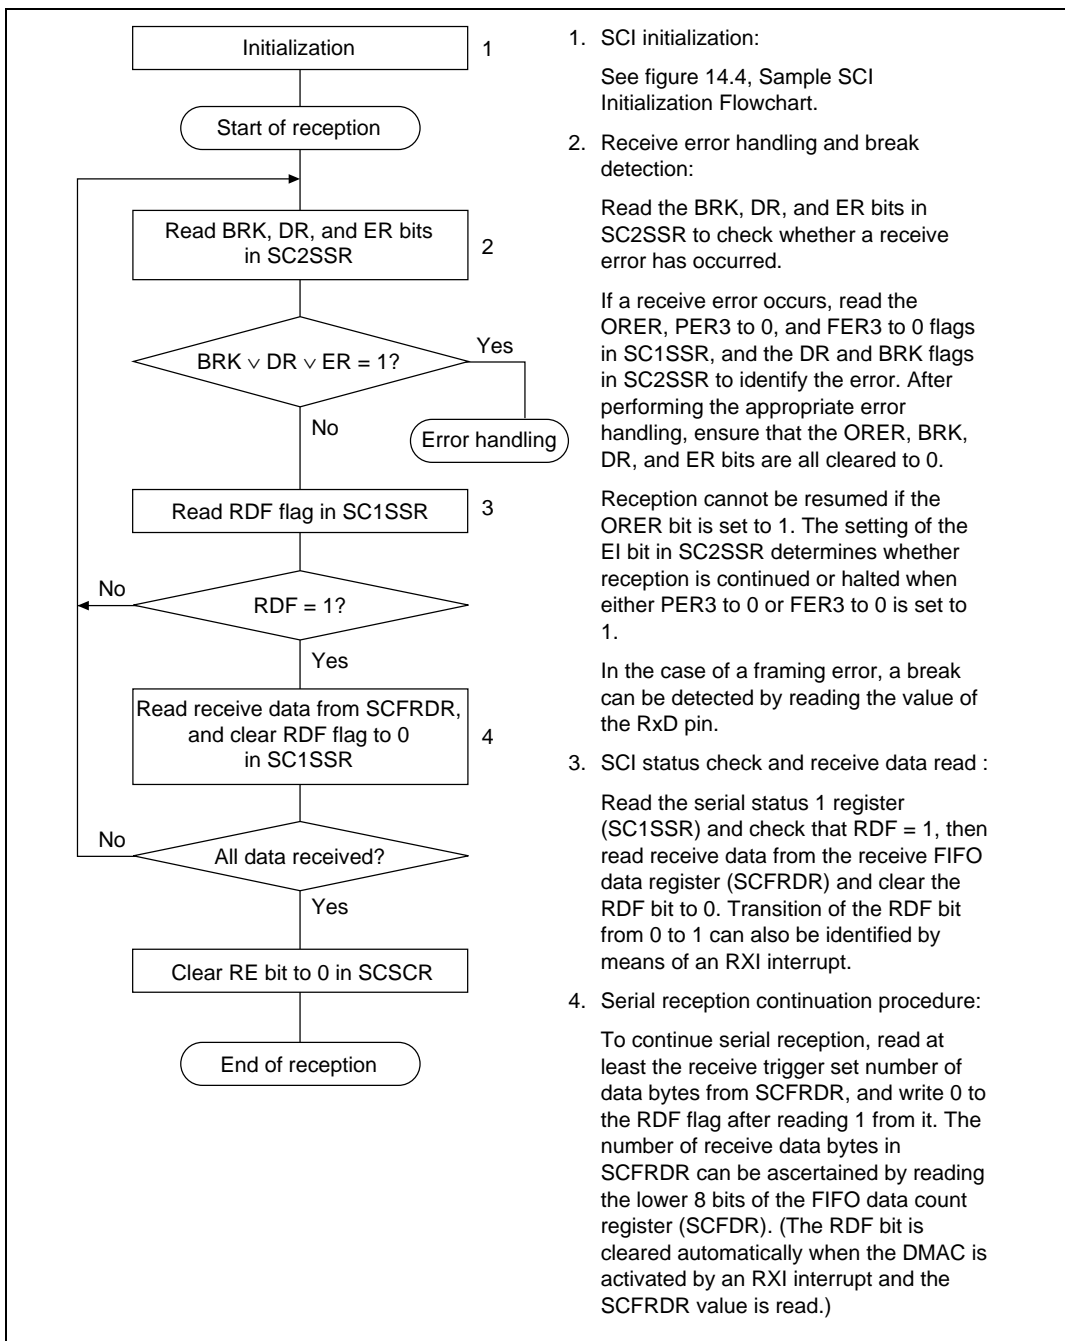 Initialization
1
Start of reception
Read BRK, DR, and ER bits
in SC2SSR
2
BRK ∨ DR ∨ ER = 1?
Yes
No
Error handling
Read RDF flag in SC1SSR
3
No
RDF = 1?
Yes
Read receive data from SCFRDR,
and clear RDF flag to 0
in SC1SSR
4
No
All data received?
Yes
Clear RE bit to 0 in SCSCR
End of reception
1. SCI initialization:
See figure 14.4, Sample SCI
Initialization Flowchart.
2. Receive error handling and break
detection:
Read the BRK, DR, and ER bits in
SC2SSR to check whether a receive
error has occurred.
If a receive error occurs, read the
ORER, PER3 to 0, and FER3 to 0 flags
in SC1SSR, and the DR and BRK flags
in SC2SSR to identify the error. After
performing the appropriate error
handling, ensure that the ORER, BRK,
DR, and ER bits are all cleared to 0.
Reception cannot be resumed if the
ORER bit is set to 1. The setting of the
EI bit in SC2SSR determines whether
reception is continued or halted when
either PER3 to 0 or FER3 to 0 is set to
1.
In the case of a framing error, a break
can be detected by reading the value of
the RxD pin.
3. SCI status check and receive data read :
Read the serial status 1 register
(SC1SSR) and check that RDF = 1, then
read receive data from the receive FIFO
data register (SCFRDR) and clear the
RDF bit to 0. Transition of the RDF bit
from 0 to 1 can also be identified by
means of an RXI interrupt.
4. Serial reception continuation procedure:
To continue serial reception, read at
least the receive trigger set number of
data bytes from SCFRDR, and write 0 to
the RDF flag after reading 1 from it. The
number of receive data bytes in
SCFRDR can be ascertained by reading
the lower 8 bits of the FIFO data count
register (SCFDR). (The RDF bit is
cleared automatically when the DMAC is
activated by an RXI interrupt and the
SCFRDR value is read.)